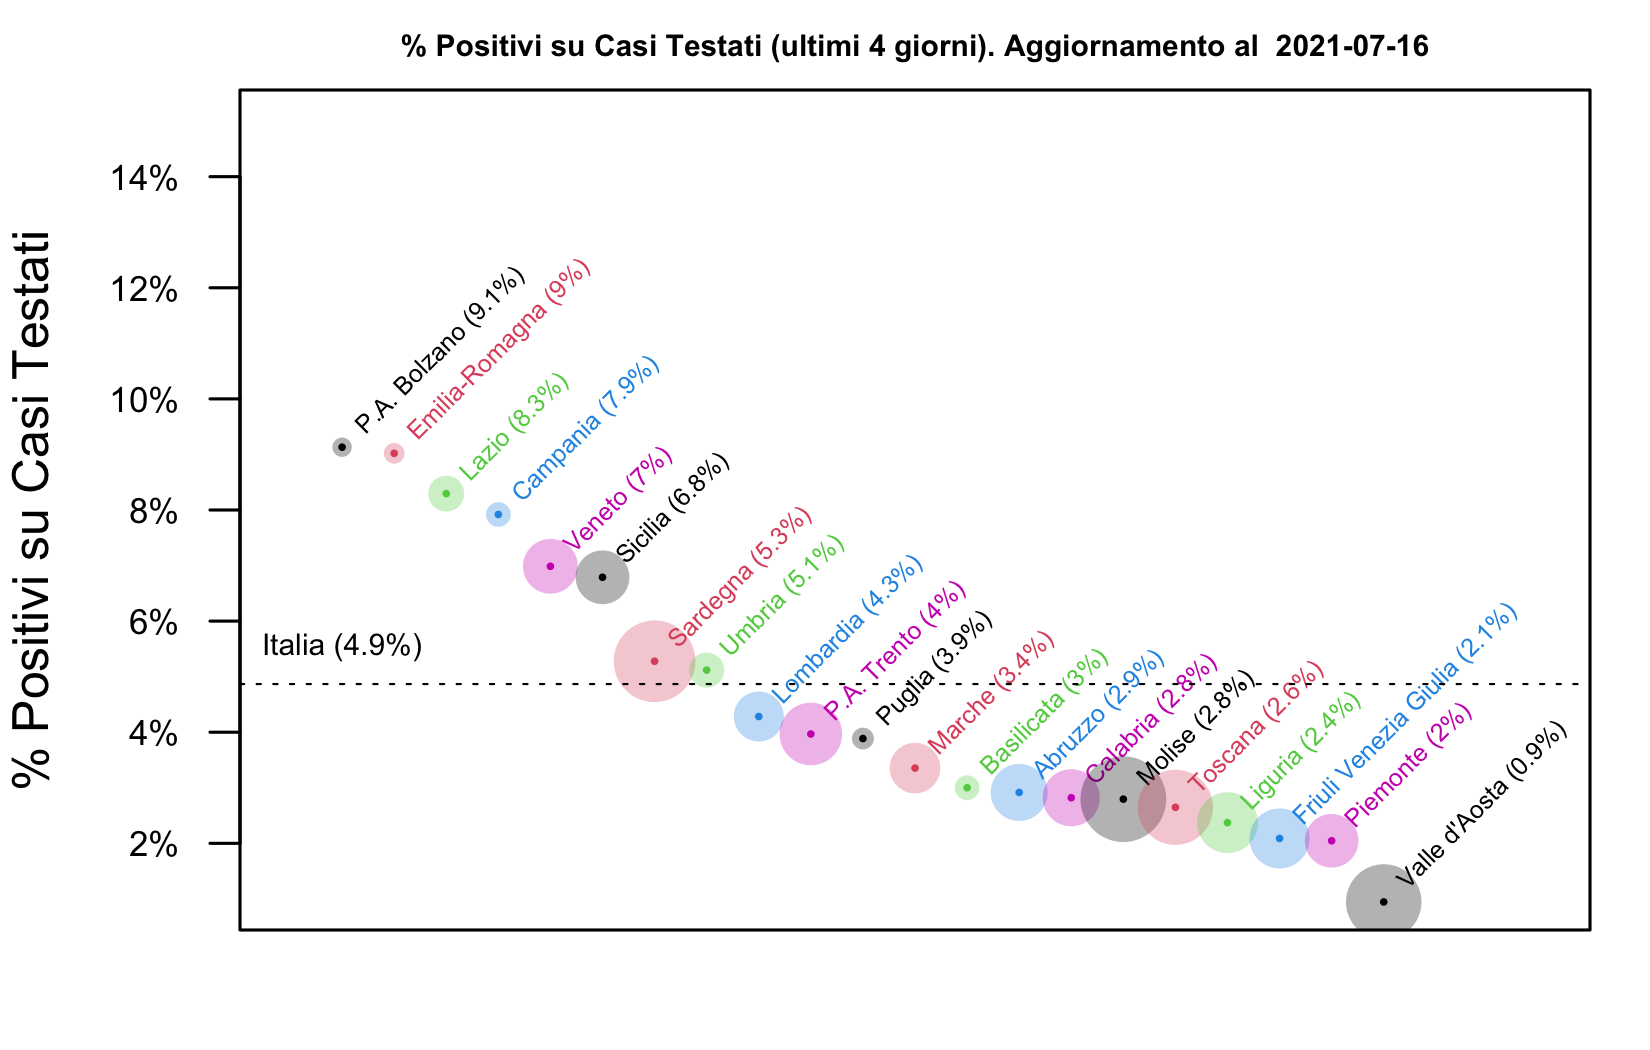 % Positivi su Casi Testati (ultimi 4 giorni). Aggiornamento al  2021-07-16
% Positivi su Casi Testati
14%
12%
10%
8%
6%
4%
2%
P.A. Bolzano (9.1%)
Emilia-Romagna (9%)
Lazio (8.3%)
Campania (7.9%)
Veneto (7%)
Sicilia (6.8%)
Sardegna (5.3%)
Umbria (5.1%)
Italia (4.9%)
Lombardia (4.3%)
P.A. Trento (4%)
Puglia (3.9%)
Marche (3.4%)
Basilicata (3%)
Abruzzo (2.9%)
Calabria (2.8%)
Molise (2.8%)
Toscana (2.6%)
Liguria (2.4%)
Friuli Venezia Giulia (2.1%)
Piemonte (2%)
Valle d'Aosta (0.9%)